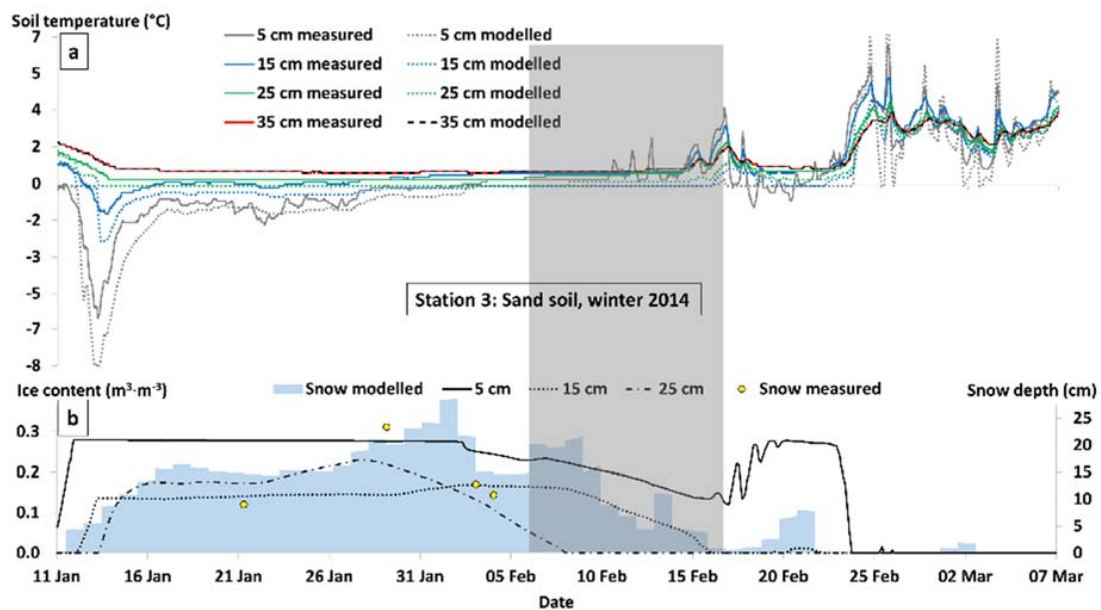 Soil temperature (°C)
a
5 cm measured 5 cm modelled
15 cm measured 15 cm modelled
25 cm measured 25 cm modelled
35 cm measured 35 cm modelled
7
5
4
2
0
-2
-3
-5
-7
-8
Station 3: Sand soil, winter 2014
Ice content (m³·m⁻³) Snow modelled 5 cm 15 cm 25 cm Snow measured Snow depth (cm)
b
0.3
0.2
0.1
0.0
25
20
15
10
5
0
11 Jan 16 Jan 21 Jan 26 Jan 31 Jan 05 Feb 10 Feb 15 Feb 20 Feb 25 Feb 02 Mar 07 Mar
Date